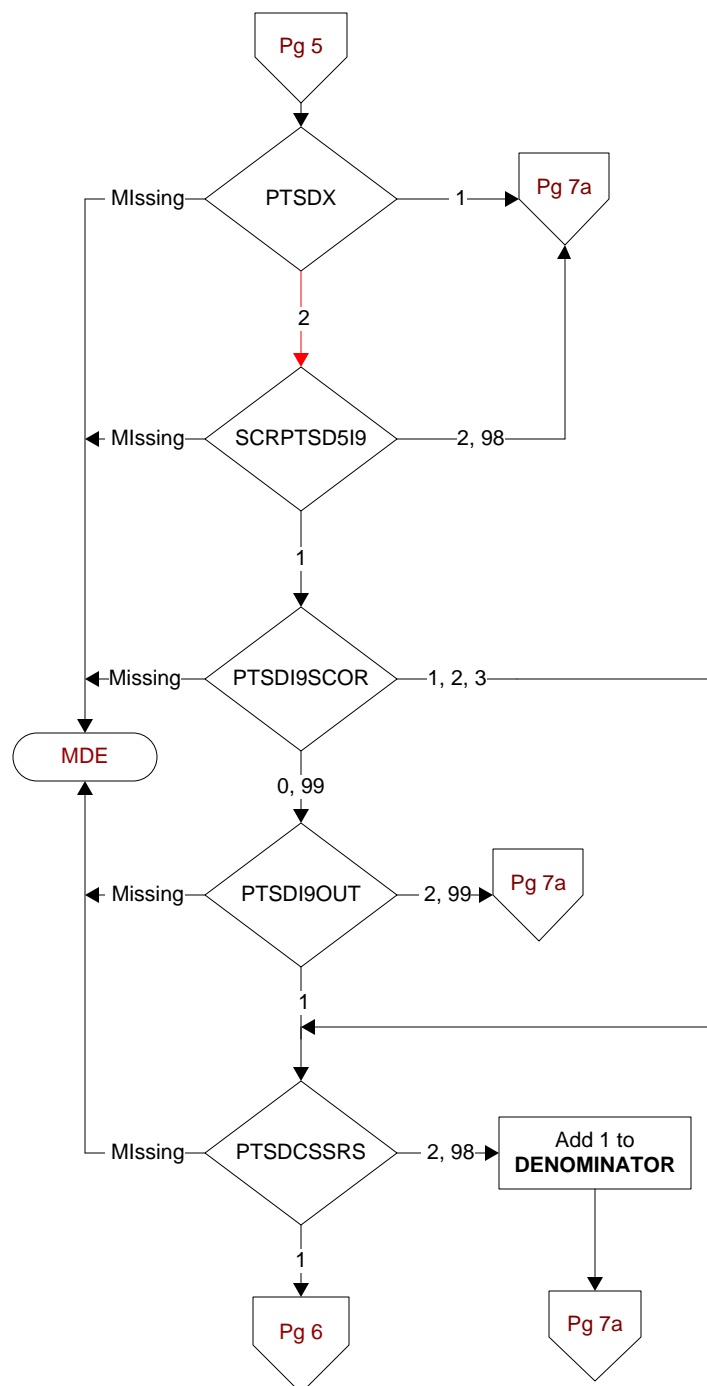 Pg 5
MIssing
PTSDX
1
Pg 7a
2
MIssing
SCRPTSD5I9
2, 98
1
Missing
PTSDI9SCOR
1, 2, 3
MDE
0, 99
Missing
PTSDI9OUT
2, 99
Pg 7a
1
MIssing
PTSDCSSRS
2, 98
Add 1 to
DENOMINATOR
1
Pg 6
Pg 7a